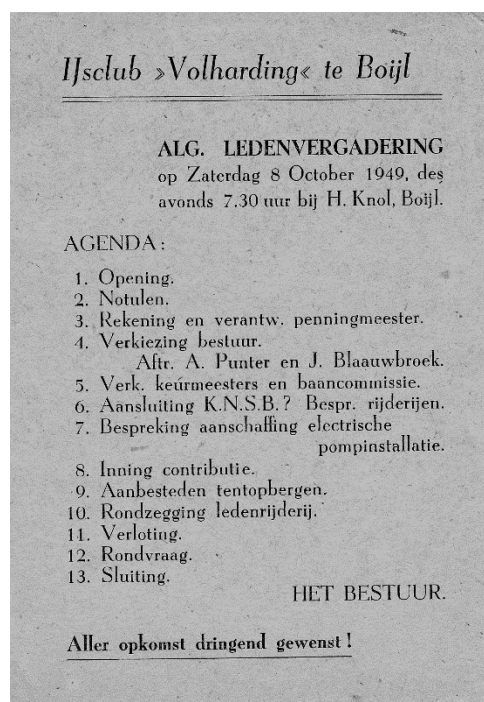 IJsclub »Volharding« te Boijl
ALG. LEDENVERGADERING
op Zaterdag 8 October 1949, des
avonds 7.30 uur bij H. Knol, Boijl.
AGENDA:
1. Opening.
2. Notulen.
3. Rekening en verantw. penningmeester.
4. Verkiezing bestuur.
Aftr. A. Punter en J. Blaauwbroek.
5. Verk. keurmeesters en baancommissie.
6. Aansluiting K.N.S.B.? Bespr. rijderijen.
7. Bespreking aanschaffing electrische
pompinstallatie.
8. Inning contributie.
9. Aanbesteden tentopbergen.
10. Rondzegging ledenrijderij.
11. Verloting.
12. Rondvraag.
13. Sluiting.
HET BESTUUR.
Aller opkomst dringend gewenst!